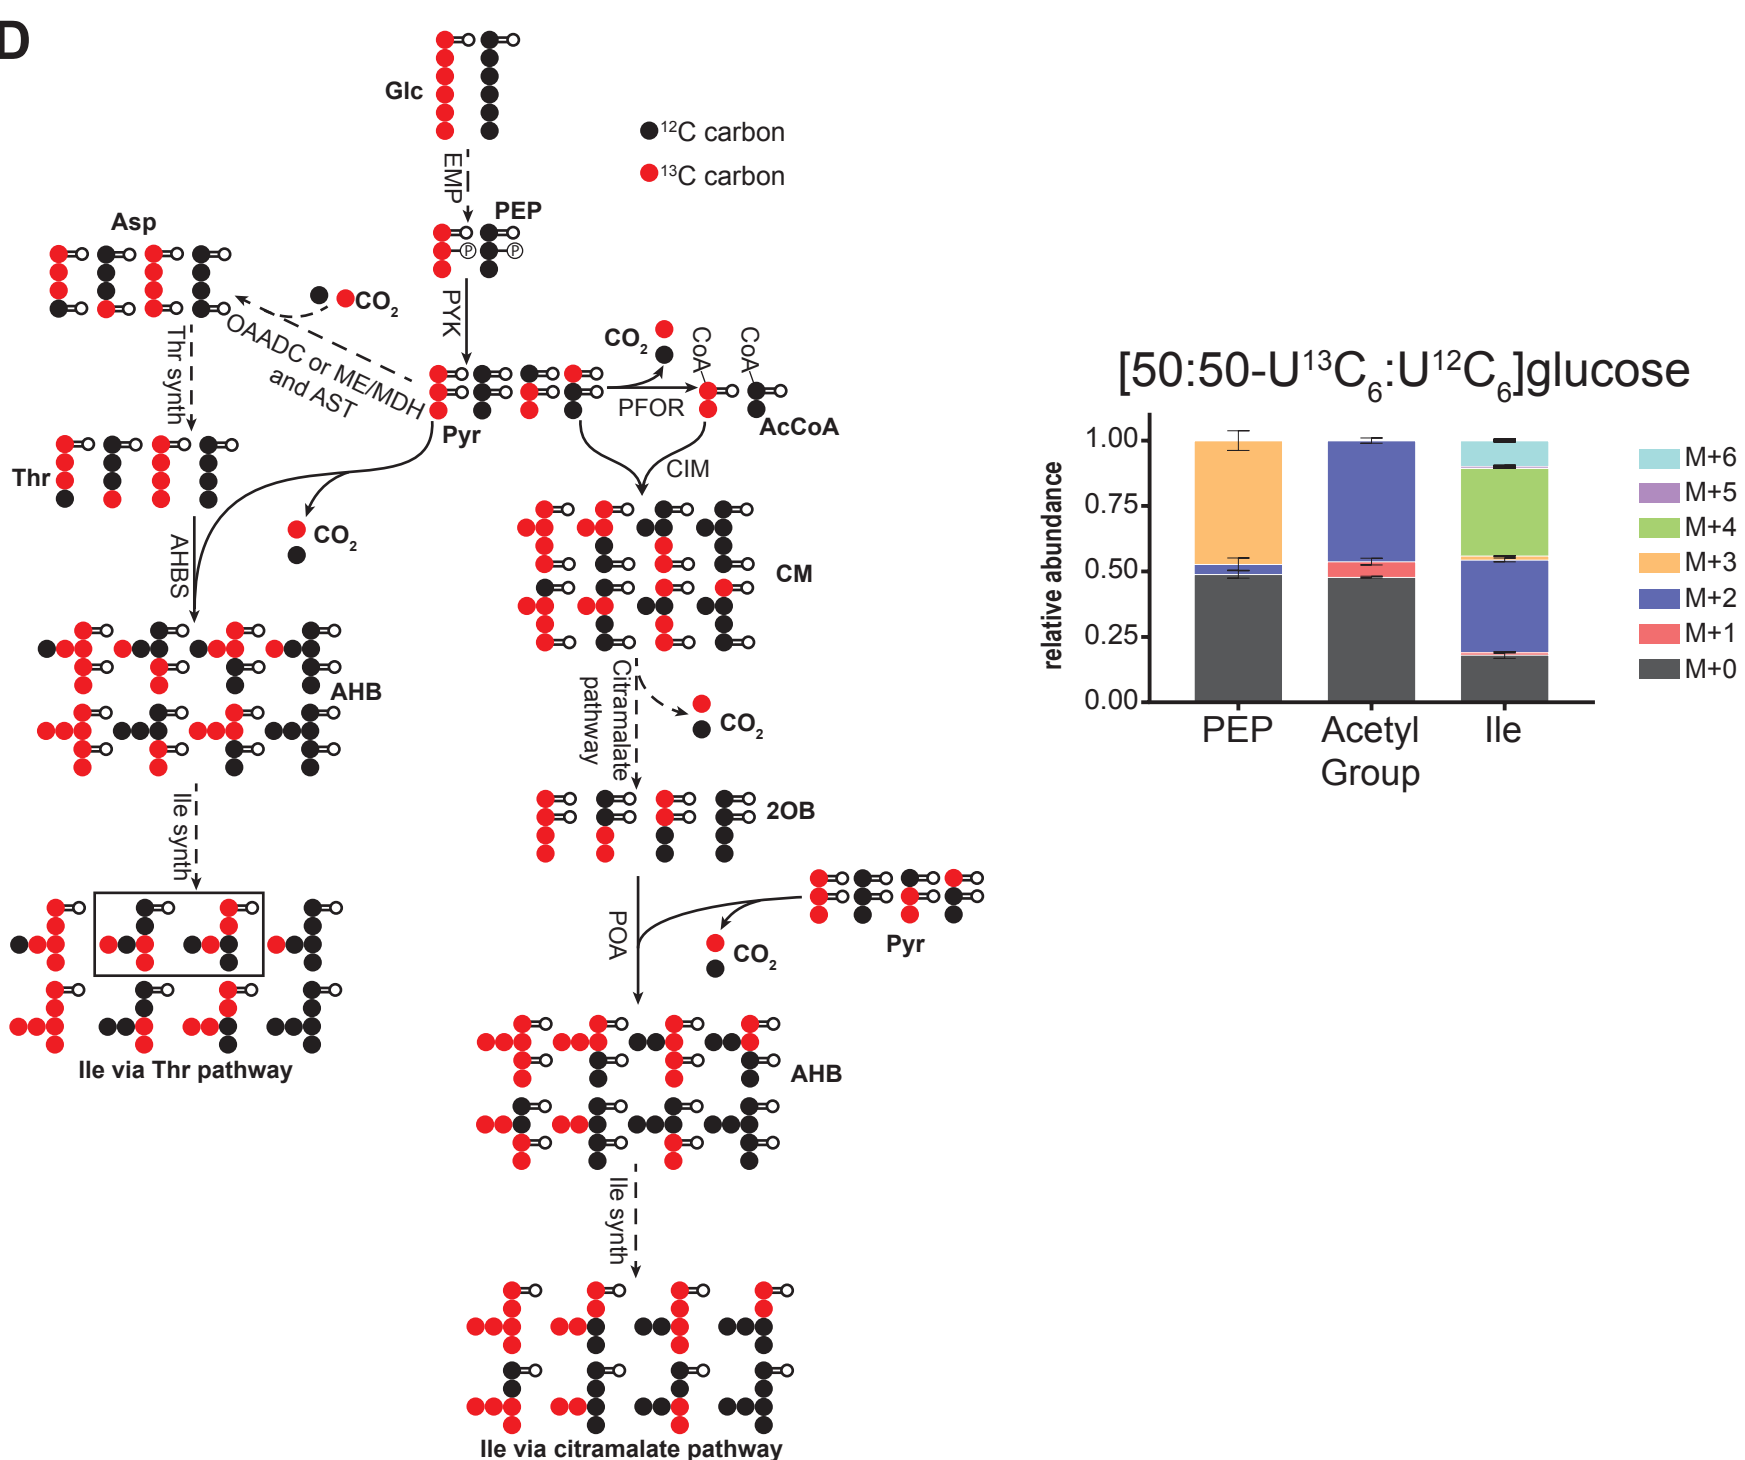 D
Glc
¹²C carbon
¹³C carbon
EMP
PEP
P
P
Asp
CO₂
PYK
OAADC or ME/MDH
and AST
Thr synth
CO₂
CoA
CoA
PFOR
AcCoA
Pyr
CIM
Thr
CO₂
AHBS
CM
AHB
Citramalate
pathway
CO₂
2OB
Ile synth
Pyr
POA
CO₂
AHB
Ile via Thr pathway
Ile synth
Ile via citramalate pathway
[50:50-U¹³C₆:U¹²C₆]glucose
relative abundance
1.00
0.75
0.50
0.25
0.00
PEP
Acetyl
Group
Ile
M+6
M+5
M+4
M+3
M+2
M+1
M+0